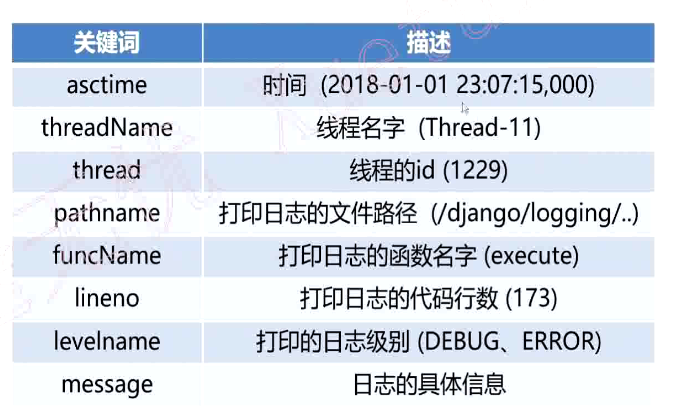 关键词 描述
asctime 时间 (2018-01-01 23:07:15,000)
threadName 线程名字 (Thread-11)
thread 线程的id (1229)
pathname 打印日志的文件路径 (/django/logging/..)
funcName 打印日志的函数名字 (execute)
lineno 打印日志的代码行数 (173)
levelname 打印的日志级别 (DEBUG、ERROR)
message 日志的具体信息